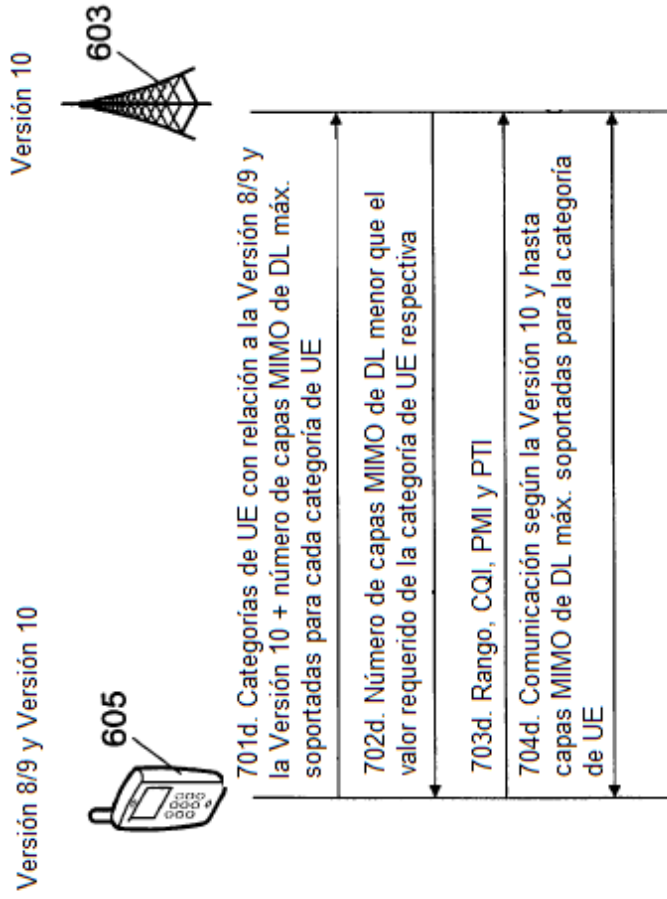 Versión 8/9 y Versión 10
Versión 10
605
603
701d. Categorías de UE con relación a la Versión 8/9 y
la Versión 10 + número de capas MIMO de DL máx.
soportadas para cada categoría de UE
702d. Número de capas MIMO de DL menor que el
valor requerido de la categoría de UE respectiva
703d. Rango, CQI, PMI y PTI
704d. Comunicación según la Versión 10 y hasta
capas MIMO de DL máx. soportadas para la categoría
de UE